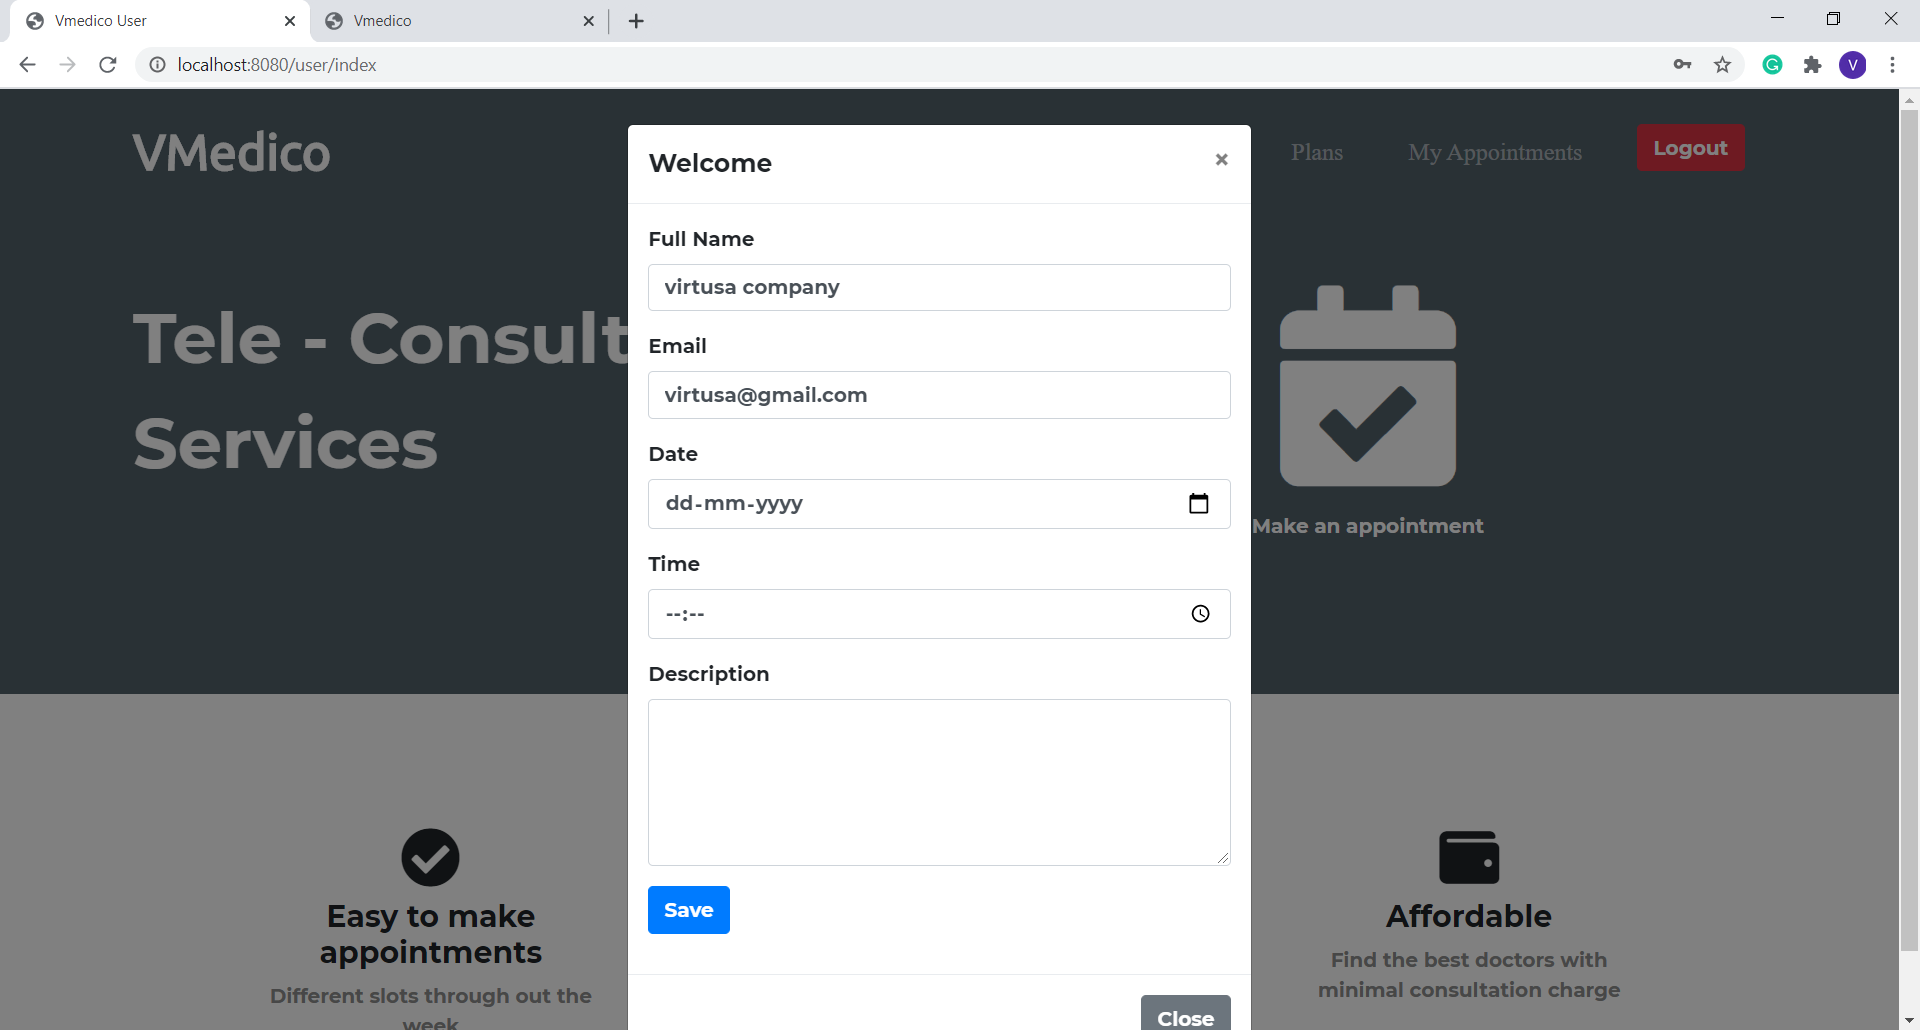 Vmedico User
Vmedico
localhost:8080/user/index
V
VMedico
Plans
My Appointments
Logout
Tele - Consult
Services
Make an appointment
Welcome
×
Full Name
virtusa company
Email
virtusa@gmail.com
Date
dd-mm-yyyy
Time
--:--
Description
Save
Close
Easy to make
appointments
Different slots through out the
week
Affordable
Find the best doctors with
minimal consultation charge